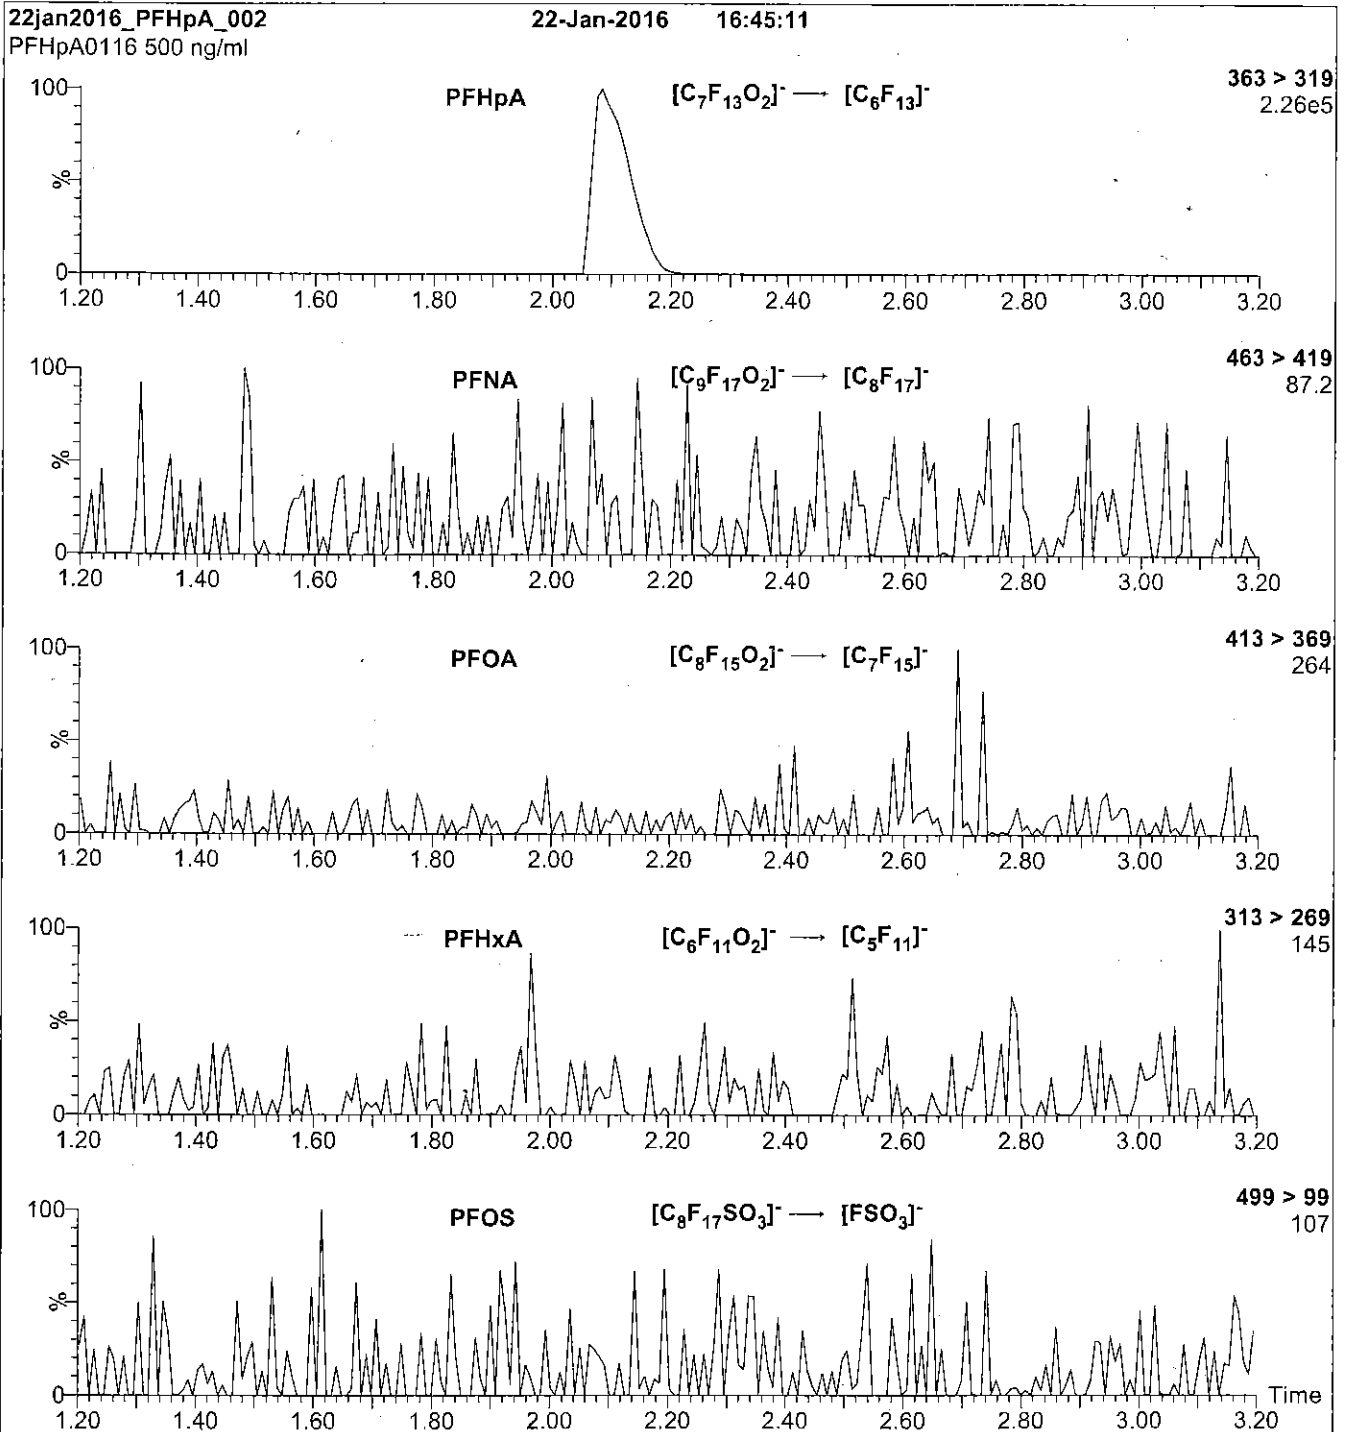 22jan2016_PFHpA_002 22-Jan-2016 16:45:11
PFHpA0116 500 ng/ml
100 PFHpA [C₇F₁₃O₂]⁻ → [C₆F₁₃]⁻ 363 > 319
2.26e5
%
0
1.20 1.40 1.60 1.80 2.00 2.20 2.40 2.60 2.80 3.00 3.20
100 PFNA [C₉F₁₇O₂]⁻ → [C₈F₁₇]⁻ 463 > 419
87.2
%
0
1.20 1.40 1.60 1.80 2.00 2.20 2.40 2.60 2.80 3.00 3.20
100 PFOA [C₈F₁₅O₂]⁻ → [C₇F₁₅]⁻ 413 > 369
264
%
0
1.20 1.40 1.60 1.80 2.00 2.20 2.40 2.60 2.80 3.00 3.20
100 PFHxA [C₆F₁₁O₂]⁻ → [C₅F₁₁]⁻ 313 > 269
145
%
0
1.20 1.40 1.60 1.80 2.00 2.20 2.40 2.60 2.80 3.00 3.20
100 PFOS [C₈F₁₇SO₃]⁻ → [FSO₃]⁻ 499 > 99
107
%
0 Time
1.20 1.40 1.60 1.80 2.00 2.20 2.40 2.60 2.80 3.00 3.20